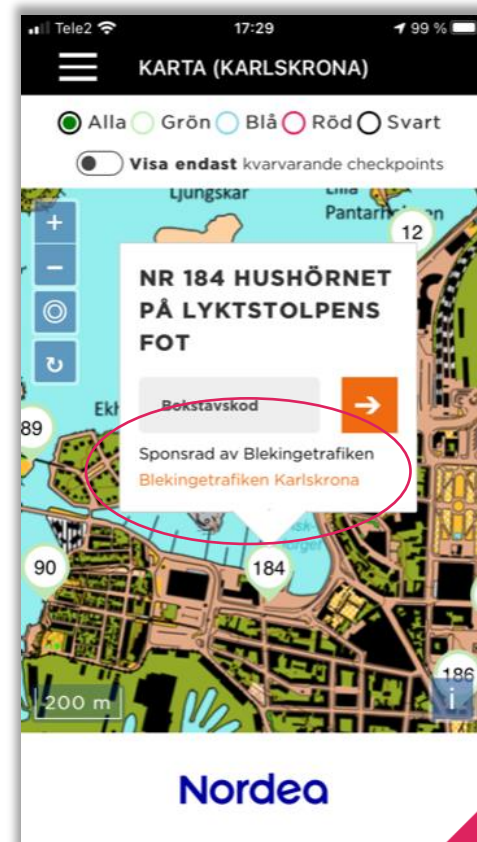 Tele2 17:29 99 %
KARTA (KARLSKRONA)
Alla Grön Blå Röd Svart
Visa endast kvarvarande checkpoints
Ljungskär
12
+
−
NR 184 HUSHÖRNET
PÅ LYKTSTOLPENS
FOT
Bokstavskod
89
Sponsrad av Blekingetrafiken
Blekingetrafiken Karlskrona
90
184
186
200 m
i
Nordea